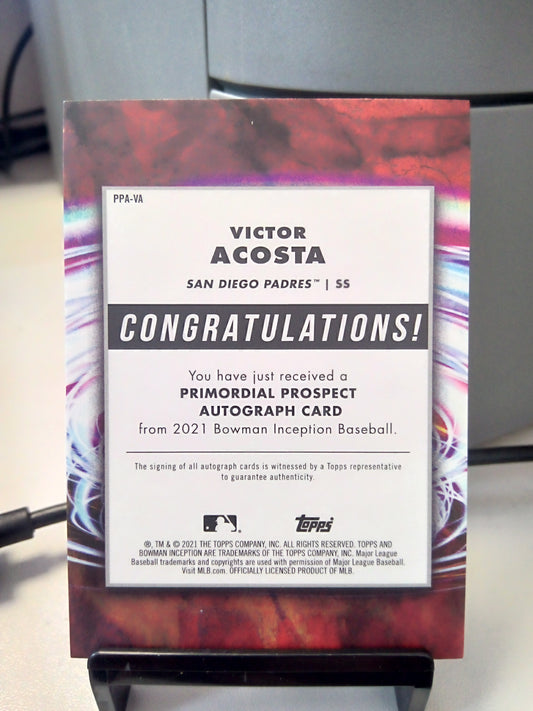 PPA-VA
VICTOR
ACOSTA
SAN DIEGO PADRES™ | SS
CONGRATULATIONS!
You have just received a
PRIMORDIAL PROSPECT
AUTOGRAPH CARD
from 2021 Bowman Inception Baseball.
The signing of all autograph cards is witnessed by a Topps representative
to guarantee authenticity.
topps
®, TM & © 2021 THE TOPPS COMPANY, INC. ALL RIGHTS RESERVED. TOPPS AND
BOWMAN INCEPTION ARE TRADEMARKS OF THE TOPPS COMPANY, INC. Major League
Baseball trademarks and copyrights are used with permission of Major League Baseball.
Visit MLB.com. OFFICIALLY LICENSED PRODUCT OF MLB.